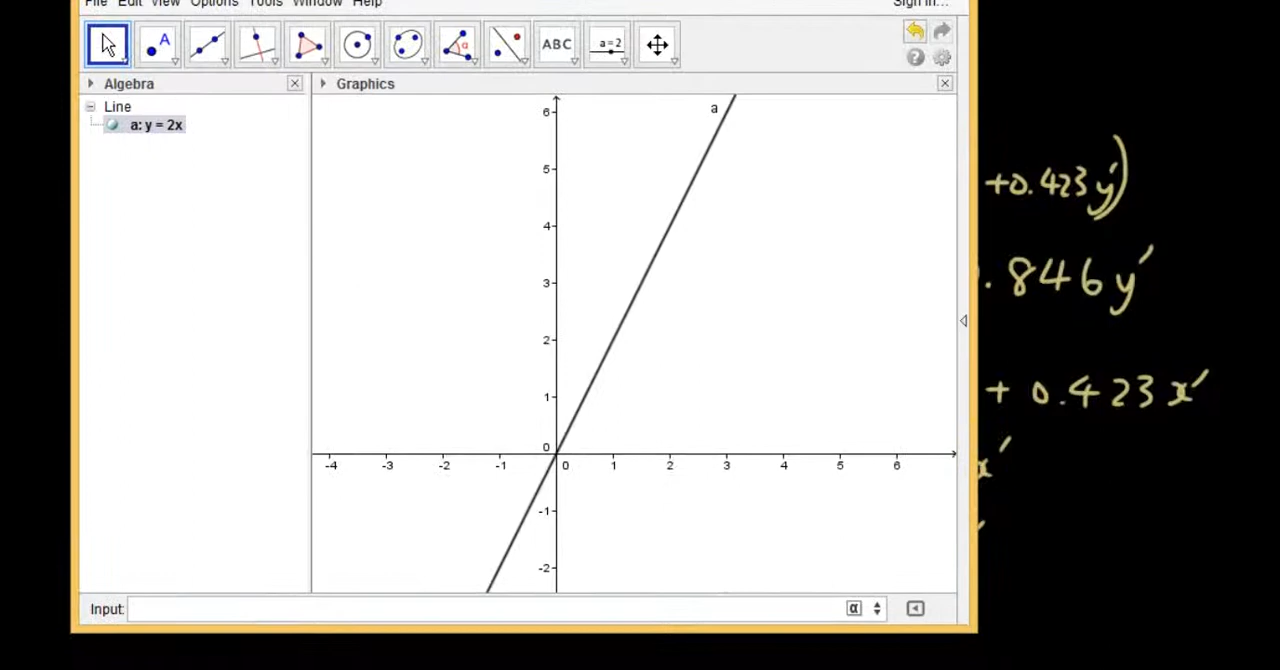 File Edit View Options Tools Window Help Sign in...
A α ABC a=2
Algebra Graphics
Line
a: y = 2x
a
6
5
4
3
2
1
0
-4 -3 -2 -1 0 1 2 3 4 5 6
-1
-2
Input: α
+0.423y')
.846y'
+ 0.423x'
x'